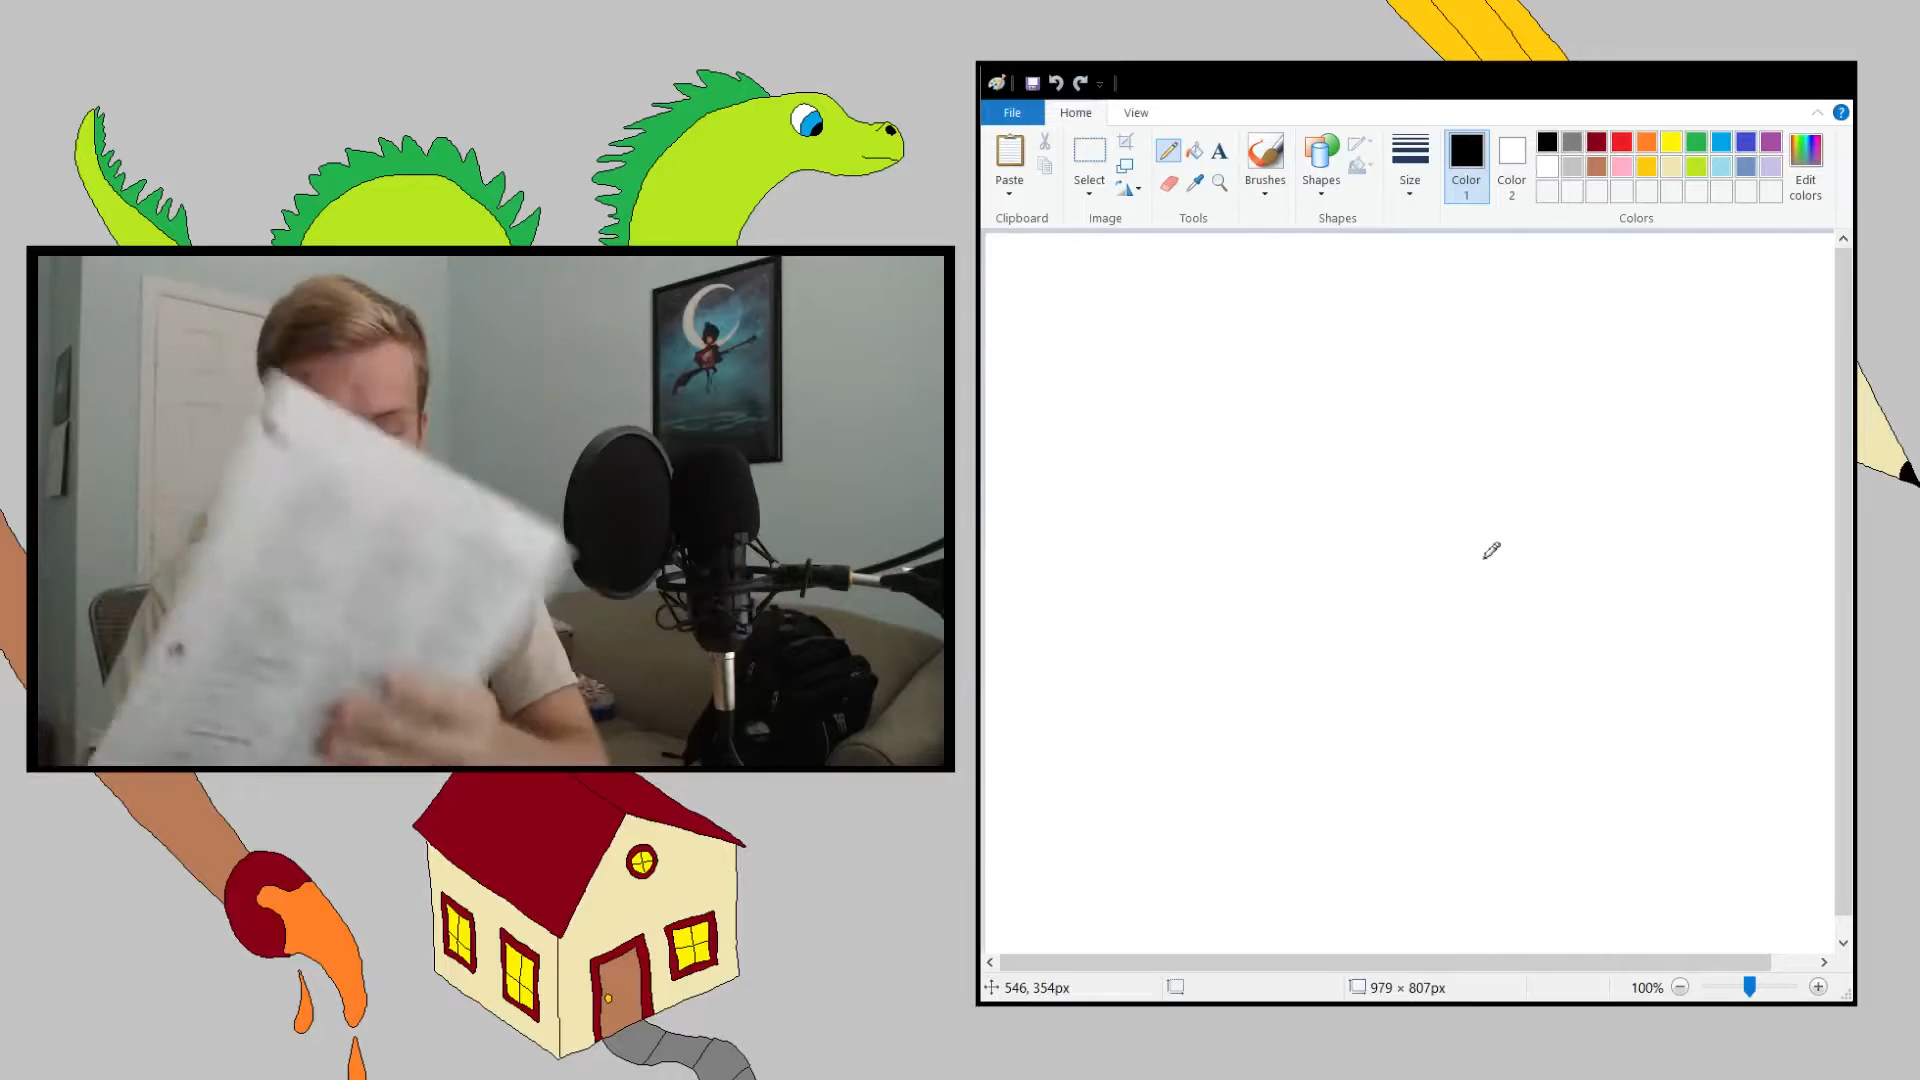 File Home View
Paste
Select
Brushes
Shapes
Size
Color
1
Color
2
Edit
colors
Clipboard
Image
Tools
Shapes
Colors
546, 354px
979 × 807px
100%